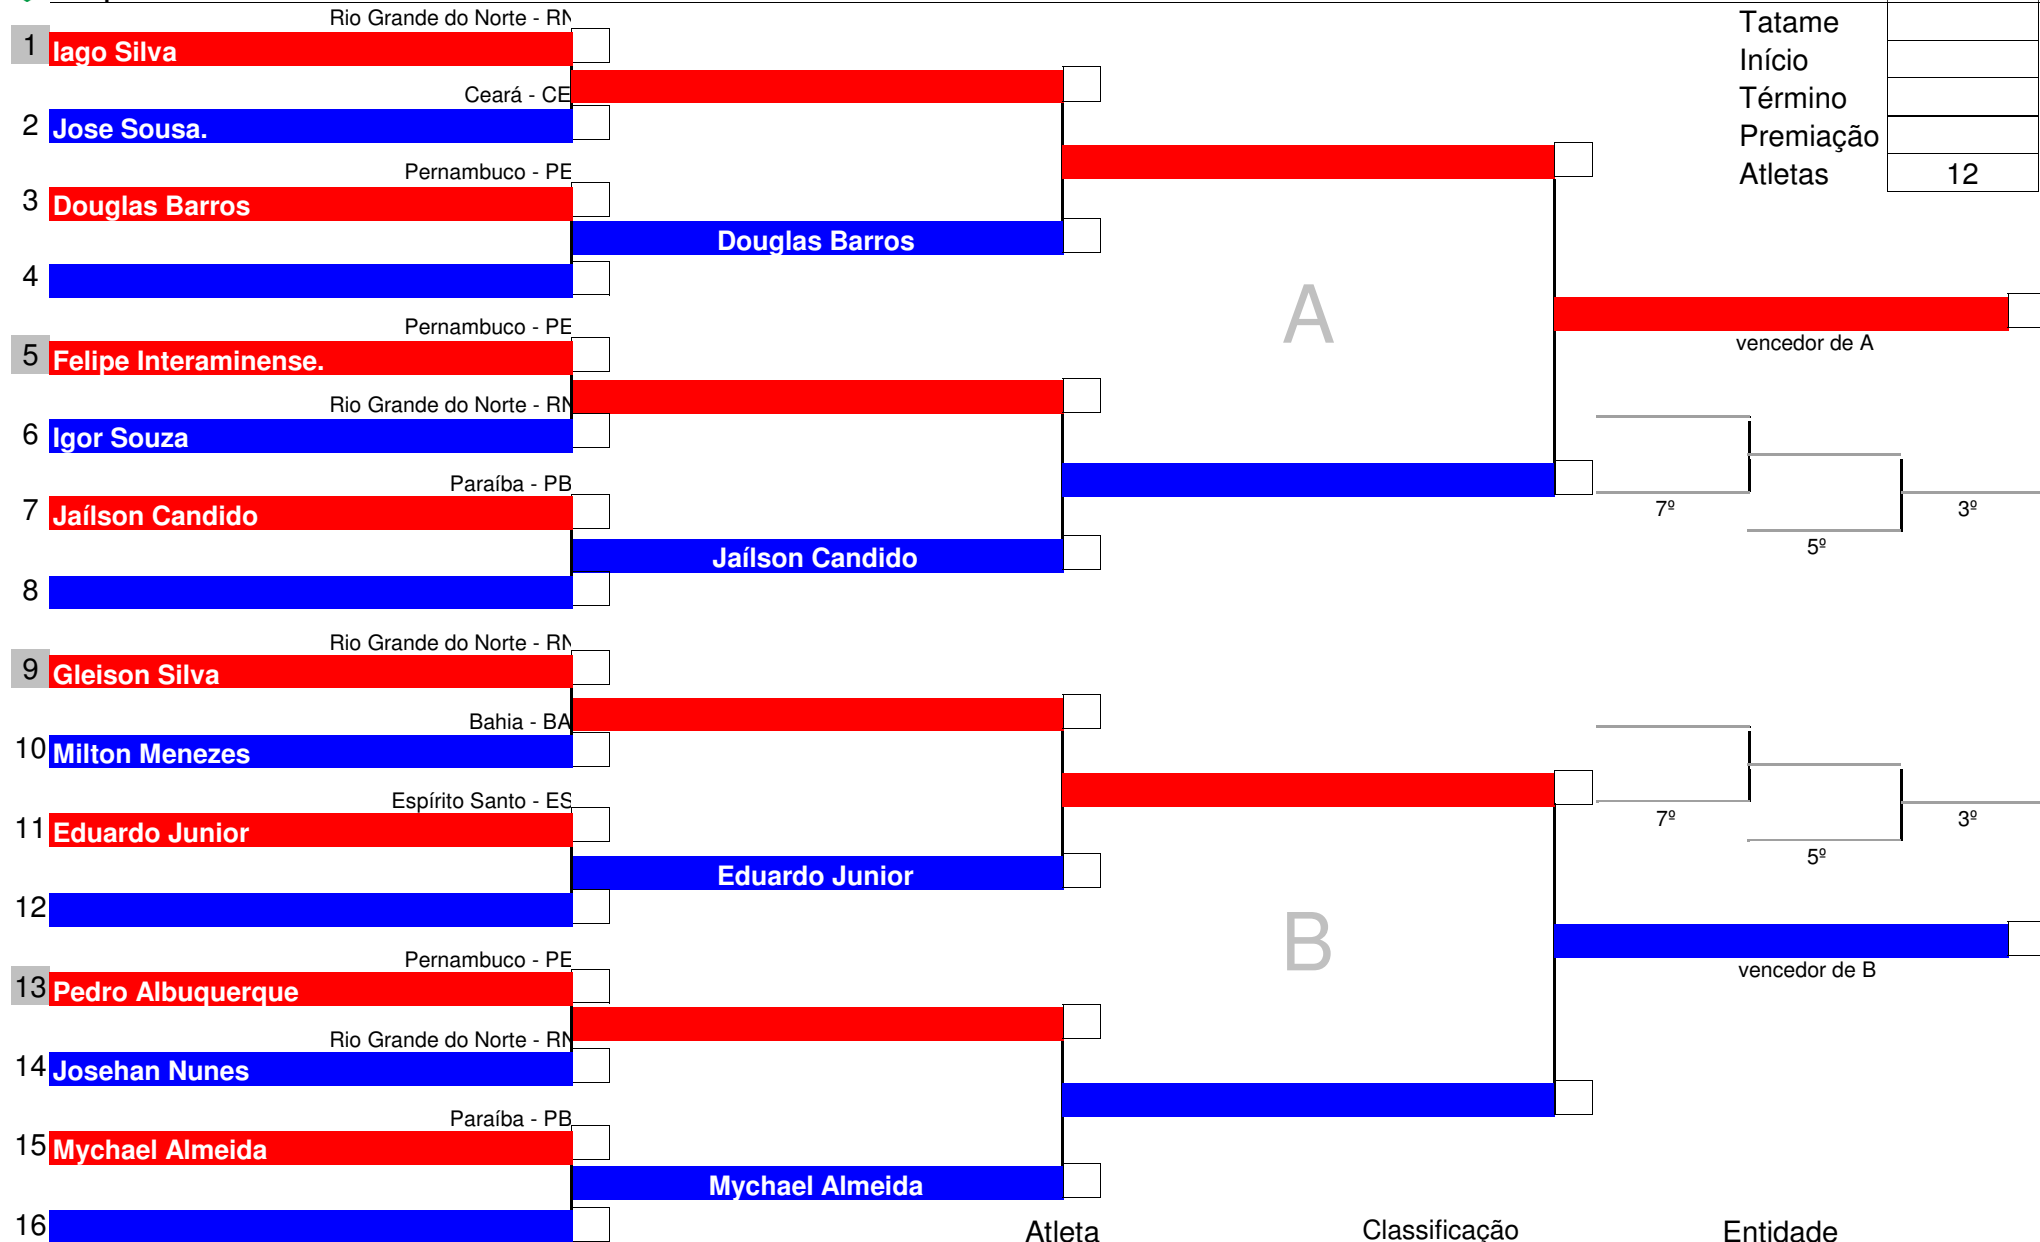 Rio Grande do Norte - RN
1 Iago Silva
Ceará - CE
2 Jose Sousa.
Pernambuco - PE
3 Douglas Barros
Douglas Barros
4
Pernambuco - PE
5 Felipe Interaminense.
Rio Grande do Norte - RN
6 Igor Souza
Paraíba - PB
7 Jaílson Candido
Jaílson Candido
8
Rio Grande do Norte - RN
9 Gleison Silva
Bahia - BA
10 Milton Menezes
Espírito Santo - ES
11 Eduardo Junior
Eduardo Junior
12
Pernambuco - PE
13 Pedro Albuquerque
Rio Grande do Norte - RN
14 Josehan Nunes
Paraíba - PB
15 Mychael Almeida
Mychael Almeida
16
A
B
Tatame
Início
Término
Premiação
Atletas 12
vencedor de A
7º
3º
5º
7º
3º
5º
vencedor de B
Atleta Classificação Entidade